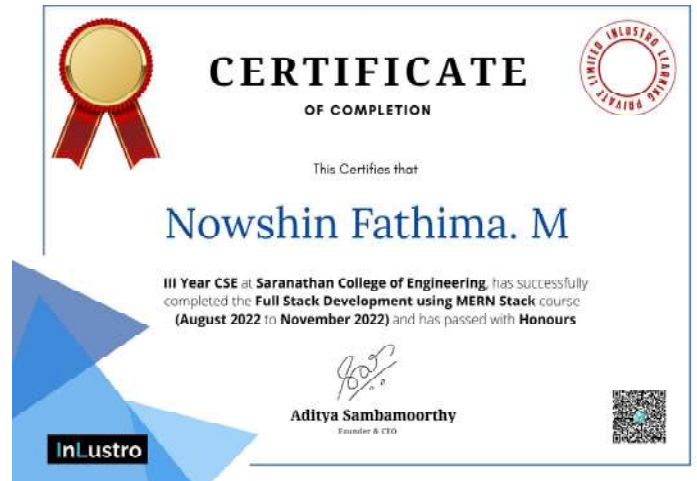 CERTIFICATE
INLUSTRO LEARNING PRIVATE LIMITED
OF COMPLETION
This Certifies that
Nowshin Fathima. M
III Year CSE at Saranathan College of Engineering, has successfully
completed the Full Stack Development using MERN Stack course
(August 2022 to November 2022) and has passed with Honours
Aditya Sambamoorthy
Founder & CEO
InLustro